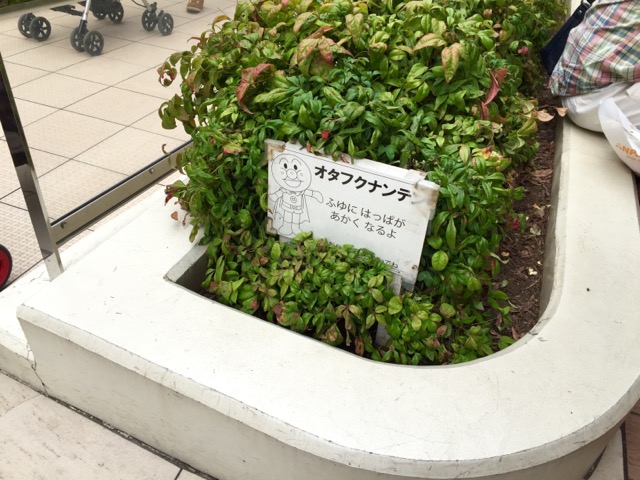 オタフクナンテ
ふゆに はっぱが
あかく なるよ